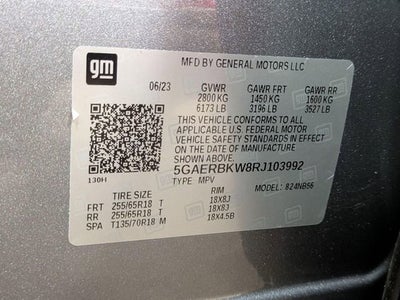 gm
MFD BY GENERAL MOTORS LLC
06/23 GVWR GAWR FRT GAWR RR
2800 KG 1450 KG 1600 KG
6173 LB 3196 LB 3527 LB
THIS VEHICLE CONFORMS TO ALL
APPLICABLE U.S. FEDERAL MOTOR
VEHICLE SAFETY STANDARDS IN EFFECT
ON THE DATE OF MANUFACTURE
SHOWN ABOVE.
5GAERBKW8RJ103992
130H TYPE: MPV MODEL: 824NB56
TIRE SIZE RIM
FRT 255/65R18 T 18X8J
RR 255/65R18 T 18X8J
SPA T135/70R18 M 18X4.5B